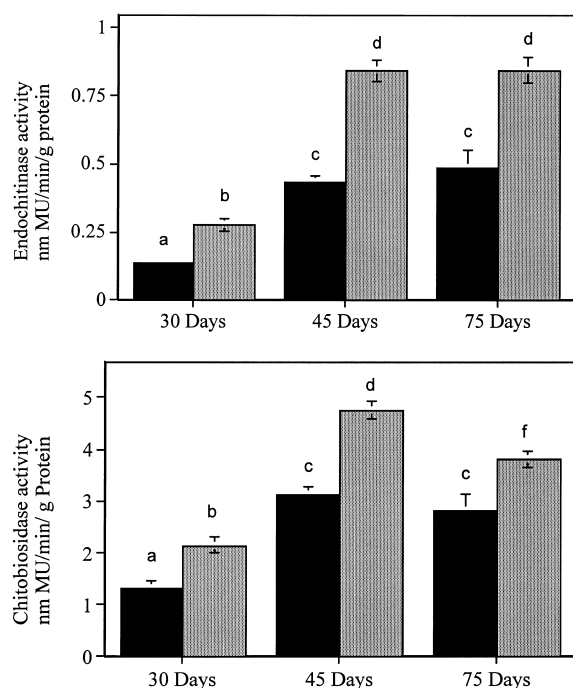 Endochitinase activity
nm MU/min/g protein
1
0.75
0.5
0.25
0
a
b
c
d
c
d
30 Days
45 Days
75 Days
Chitobiosidase activity
nm MU/min/ g Protein
5
4
3
2
1
0
a
b
c
d
c
f
30 Days
45 Days
75 Days